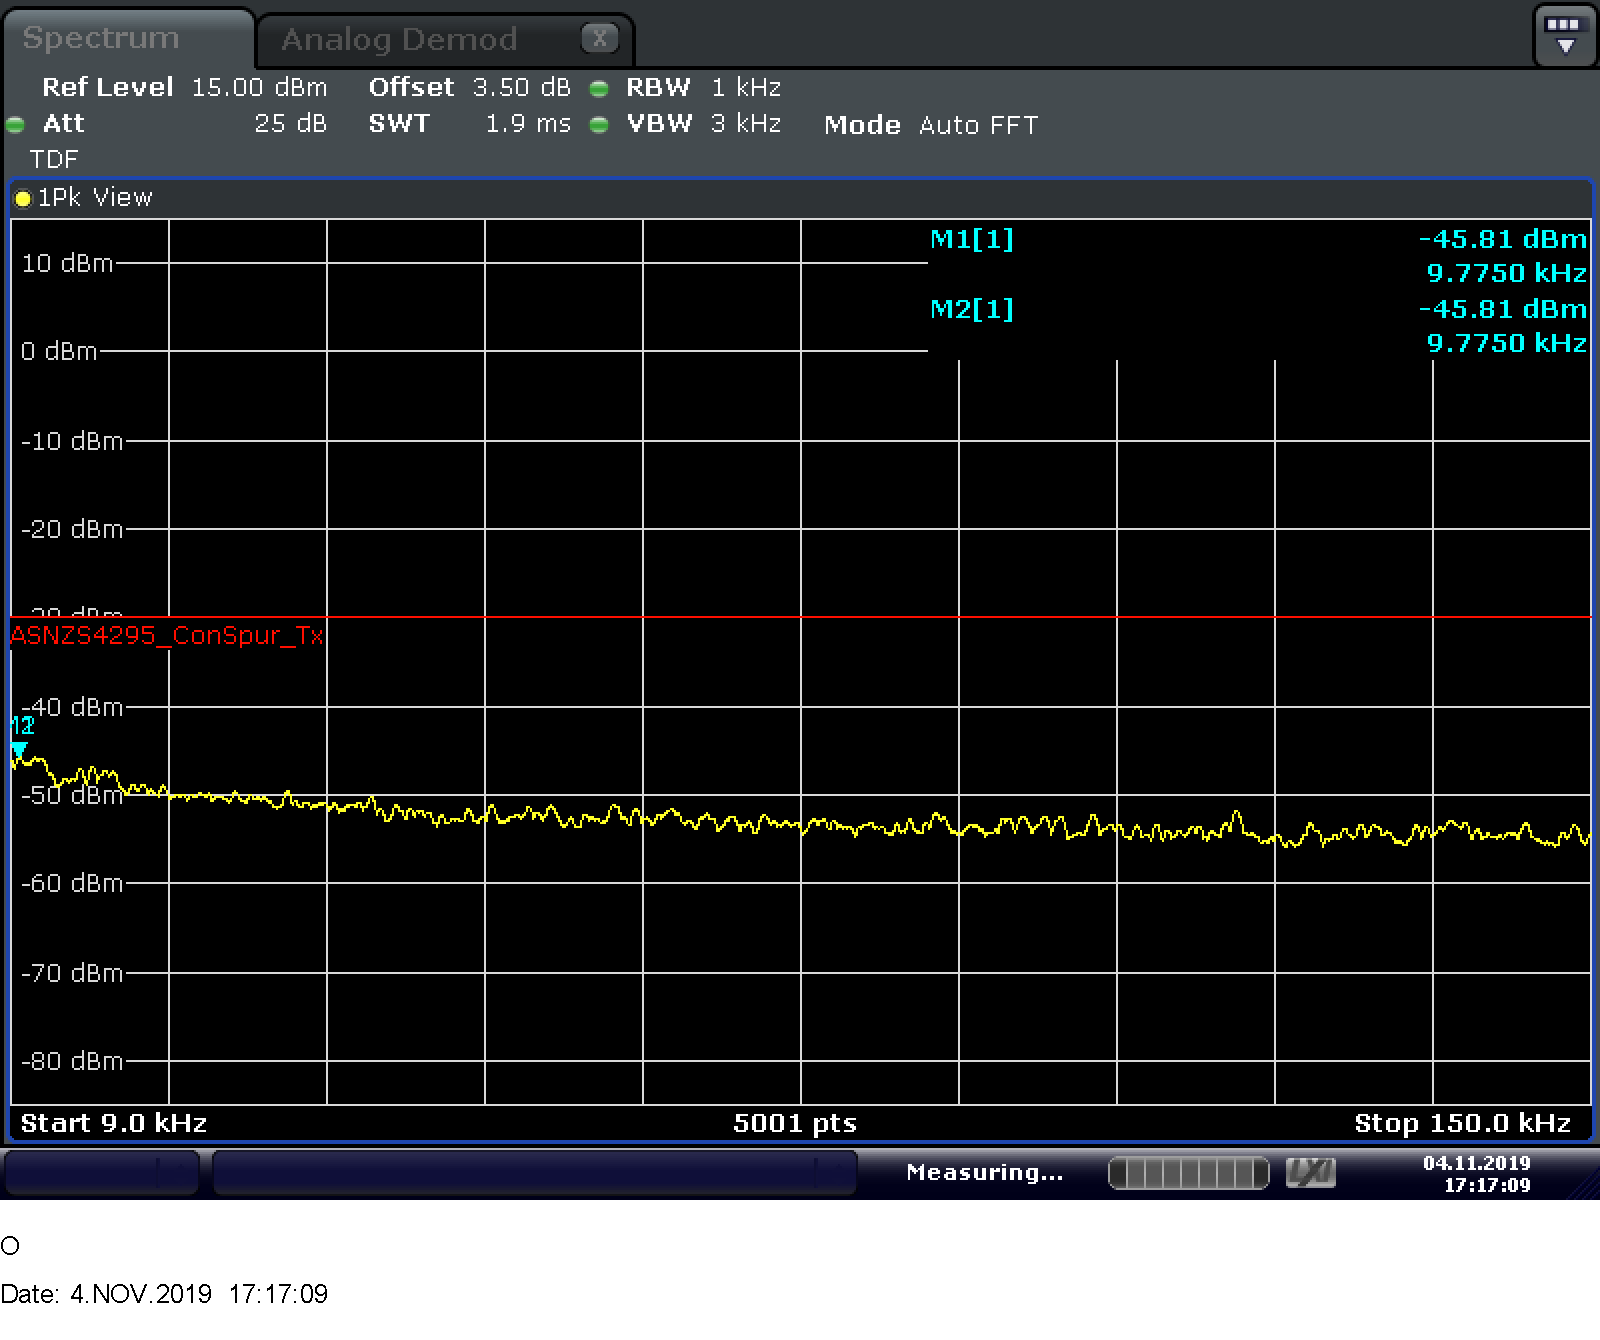 Spectrum
Analog Demod X
Ref Level 15.00 dBm Offset 3.50 dB RBW 1 kHz
Att 25 dB SWT 1.9 ms VBW 3 kHz Mode Auto FFT
TDF
1Pk View
M1[1] -45.81 dBm
9.7750 kHz
M2[1] -45.81 dBm
9.7750 kHz
10 dBm
0 dBm
-10 dBm
-20 dBm
ASNZS4295_ConSpur_Tx
-40 dBm
-50 dBm
-60 dBm
-70 dBm
-80 dBm
Start 9.0 kHz 5001 pts Stop 150.0 kHz
Measuring... LXI 04.11.2019
17:17:09
O
Date: 4.NOV.2019 17:17:09